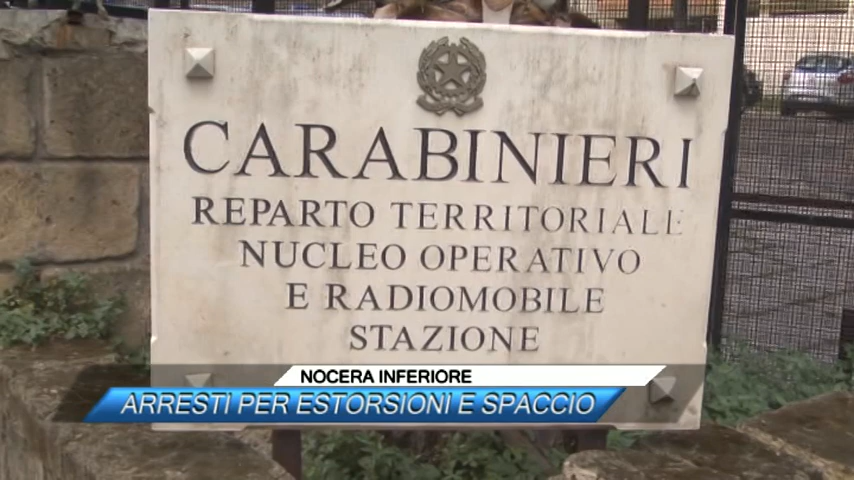 CARABINIERI
REPARTO TERRITORIALE
NUCLEO OPERATIVO
E RADIOMOBILE
STAZIONE
NOCERA INFERIORE
ARRESTI PER ESTORSIONI E SPACCIO